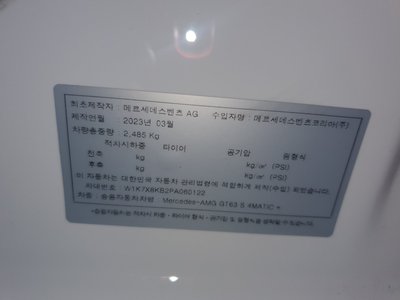 최초제작자 : 메르세데스벤츠 AG 수입자명 : 메르세데스벤츠코리아(주)
제작연월 : 2023년 03월
차량총중량 : 2,485 Kg
적차시하중 타이어 공기압 림형식
전축 : kg kg/㎠ (PSI)
후축 : kg kg/㎠ (PSI)
이 자동차는 대한민국 자동차 관리법령에 적합하게 제작(수입) 되었음
차대번호 : W1K7X8KB2PA060122
차종 : 승용자동차차명 : Mercedes-AMG GT63 S 4MATIC +